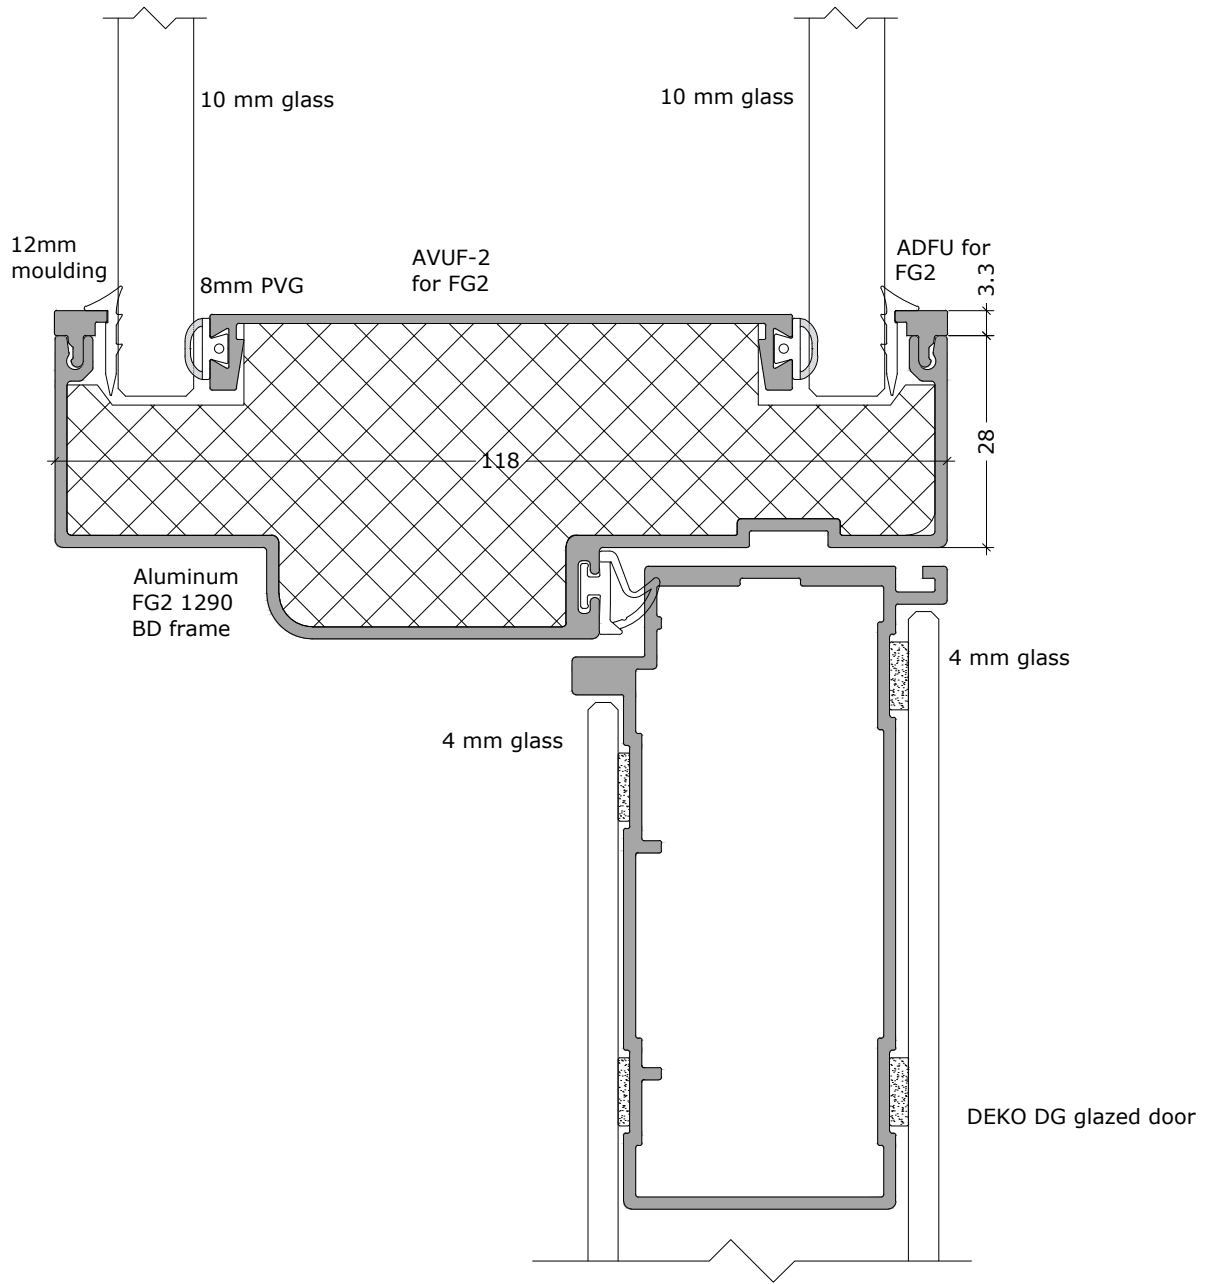 10 mm glass
10 mm glass
12mm
moulding
8mm PVG
AVUF-2
for FG2
ADFU for
FG2
3.3
28
118
Aluminum
FG2 1290
BD frame
4 mm glass
4 mm glass
DEKO DG glazed door